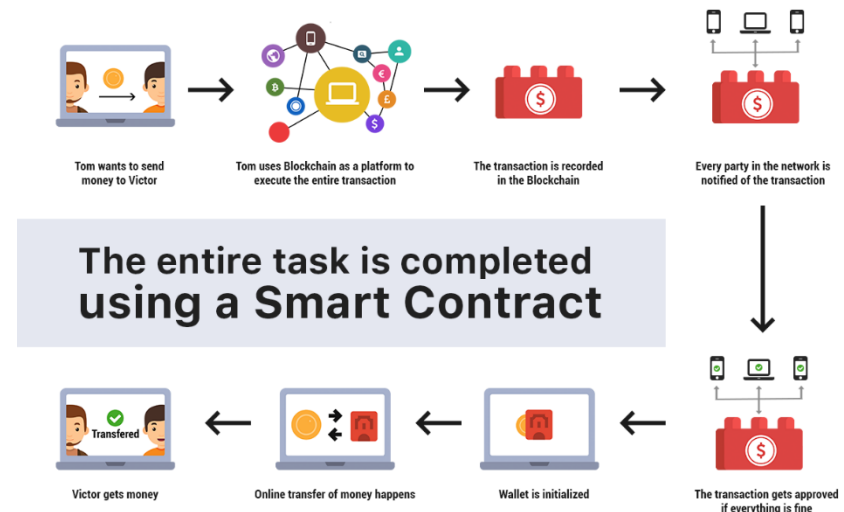 Tom wants to send
money to Victor
Tom uses Blockchain as a platform to
execute the entire transaction
The transaction is recorded
in the Blockchain
Every party in the network is
notified of the transaction
The entire task is completed
using a Smart Contract
Transfered
Victor gets money
Online transfer of money happens
Wallet is initialized
The transaction gets approved
if everything is fine